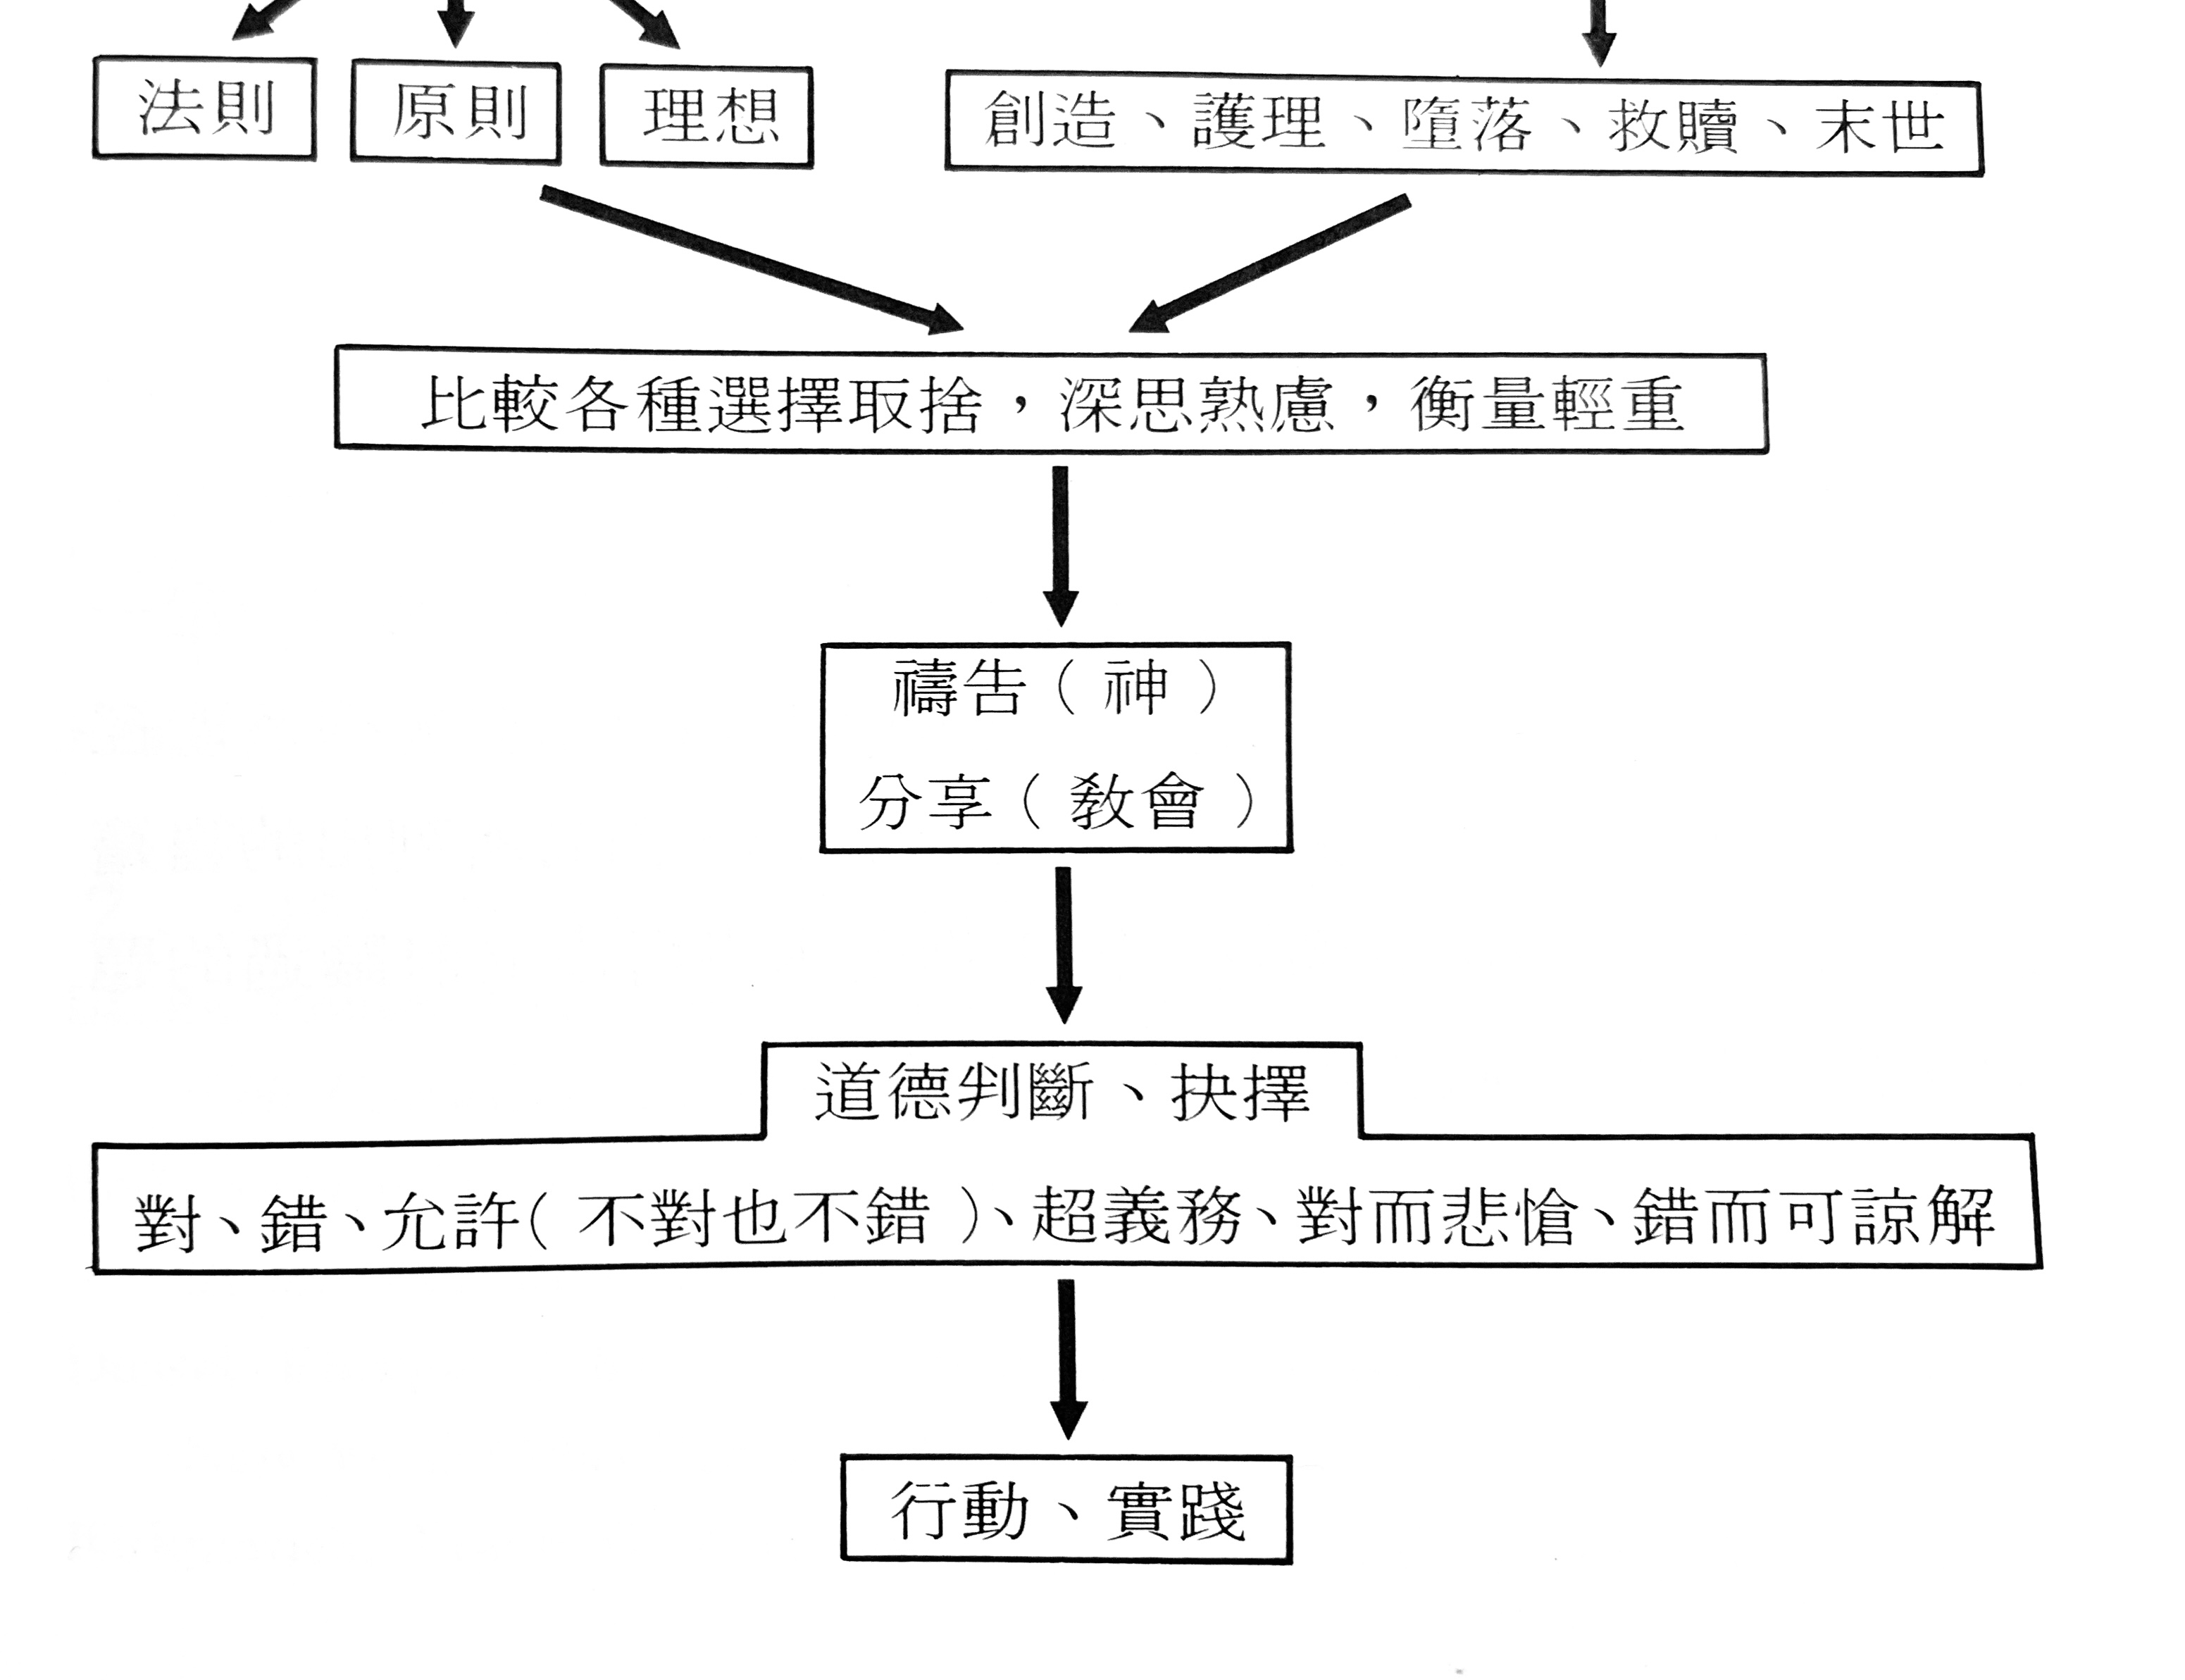 法則 原則 理想 創造、護理、墮落、救贖、末世
比較各種選擇取捨，深思熟慮，衡量輕重
禱告（神）
分享（教會）
道德判斷、抉擇
對、錯、允許（不對也不錯）、超義務、對而悲愴、錯而可諒解
行動、實踐